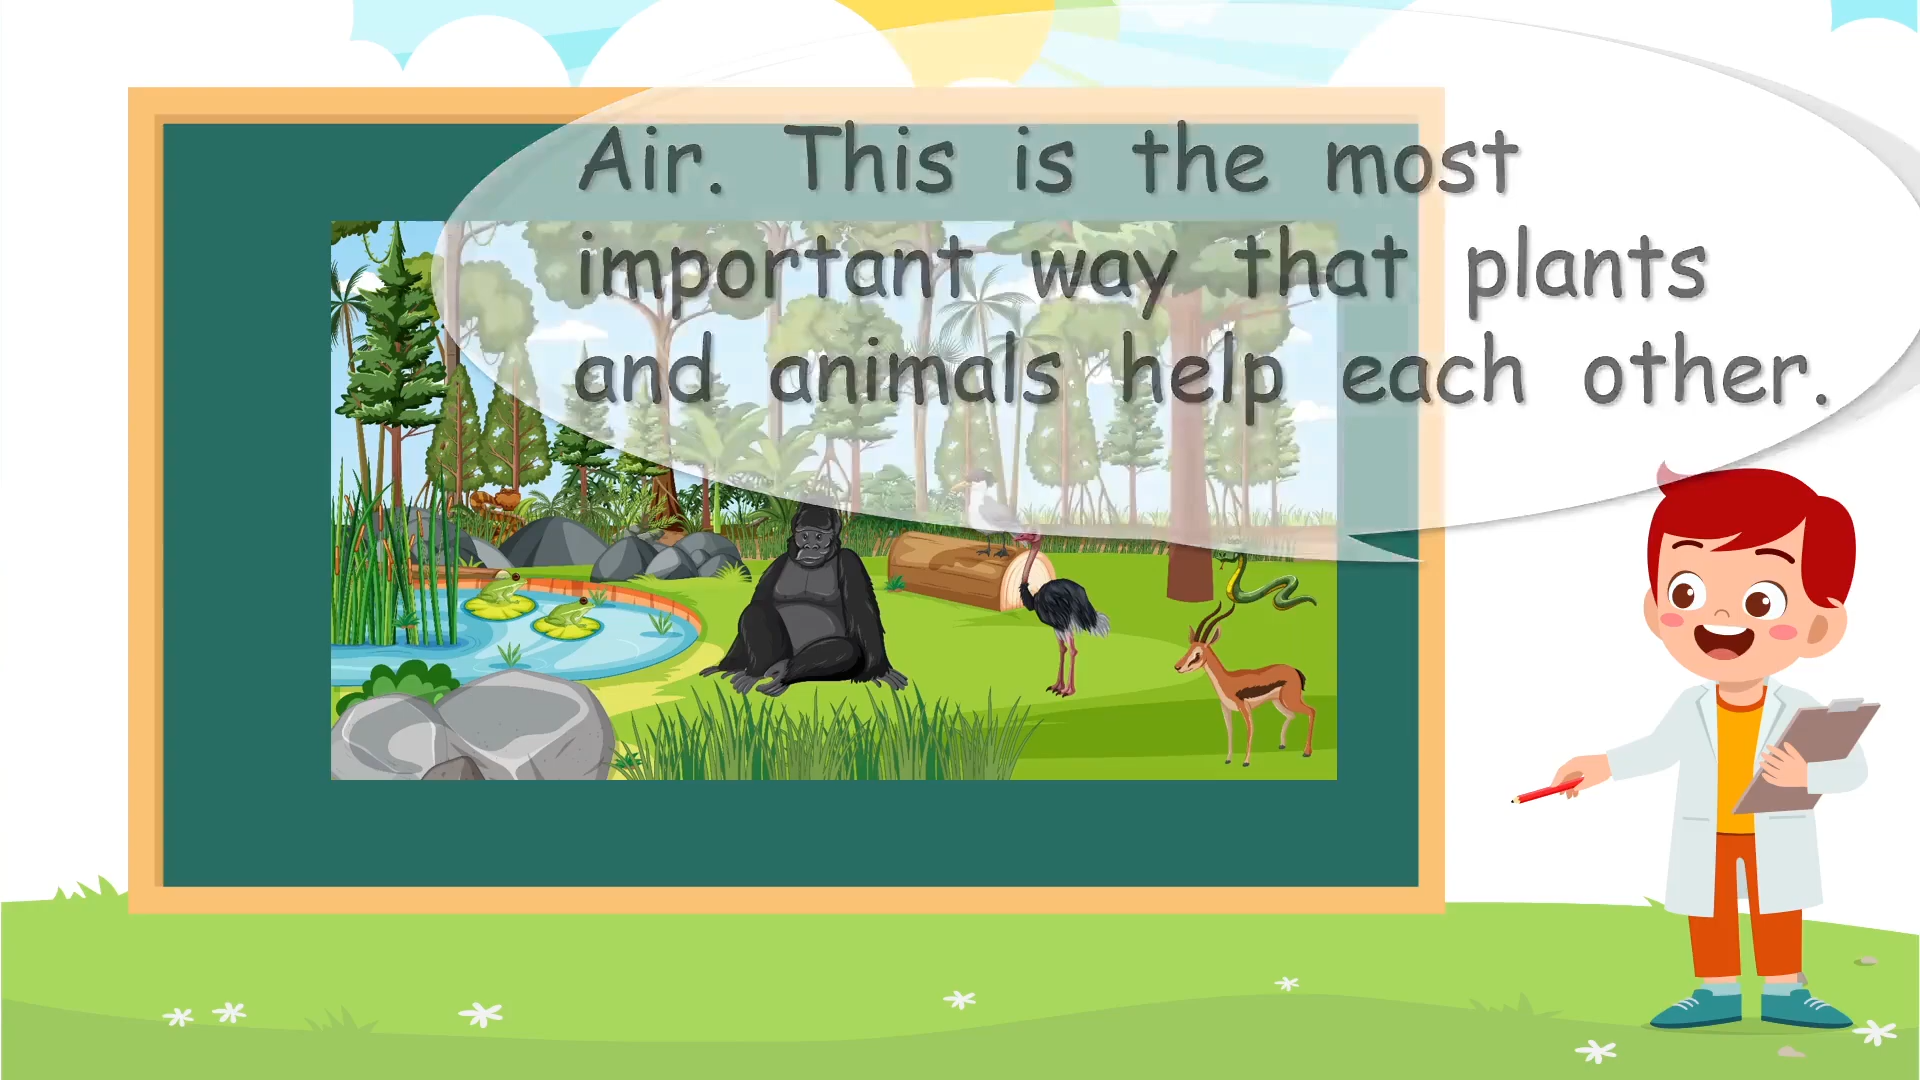 Air. This is the most
important way that plants
and animals help each other.